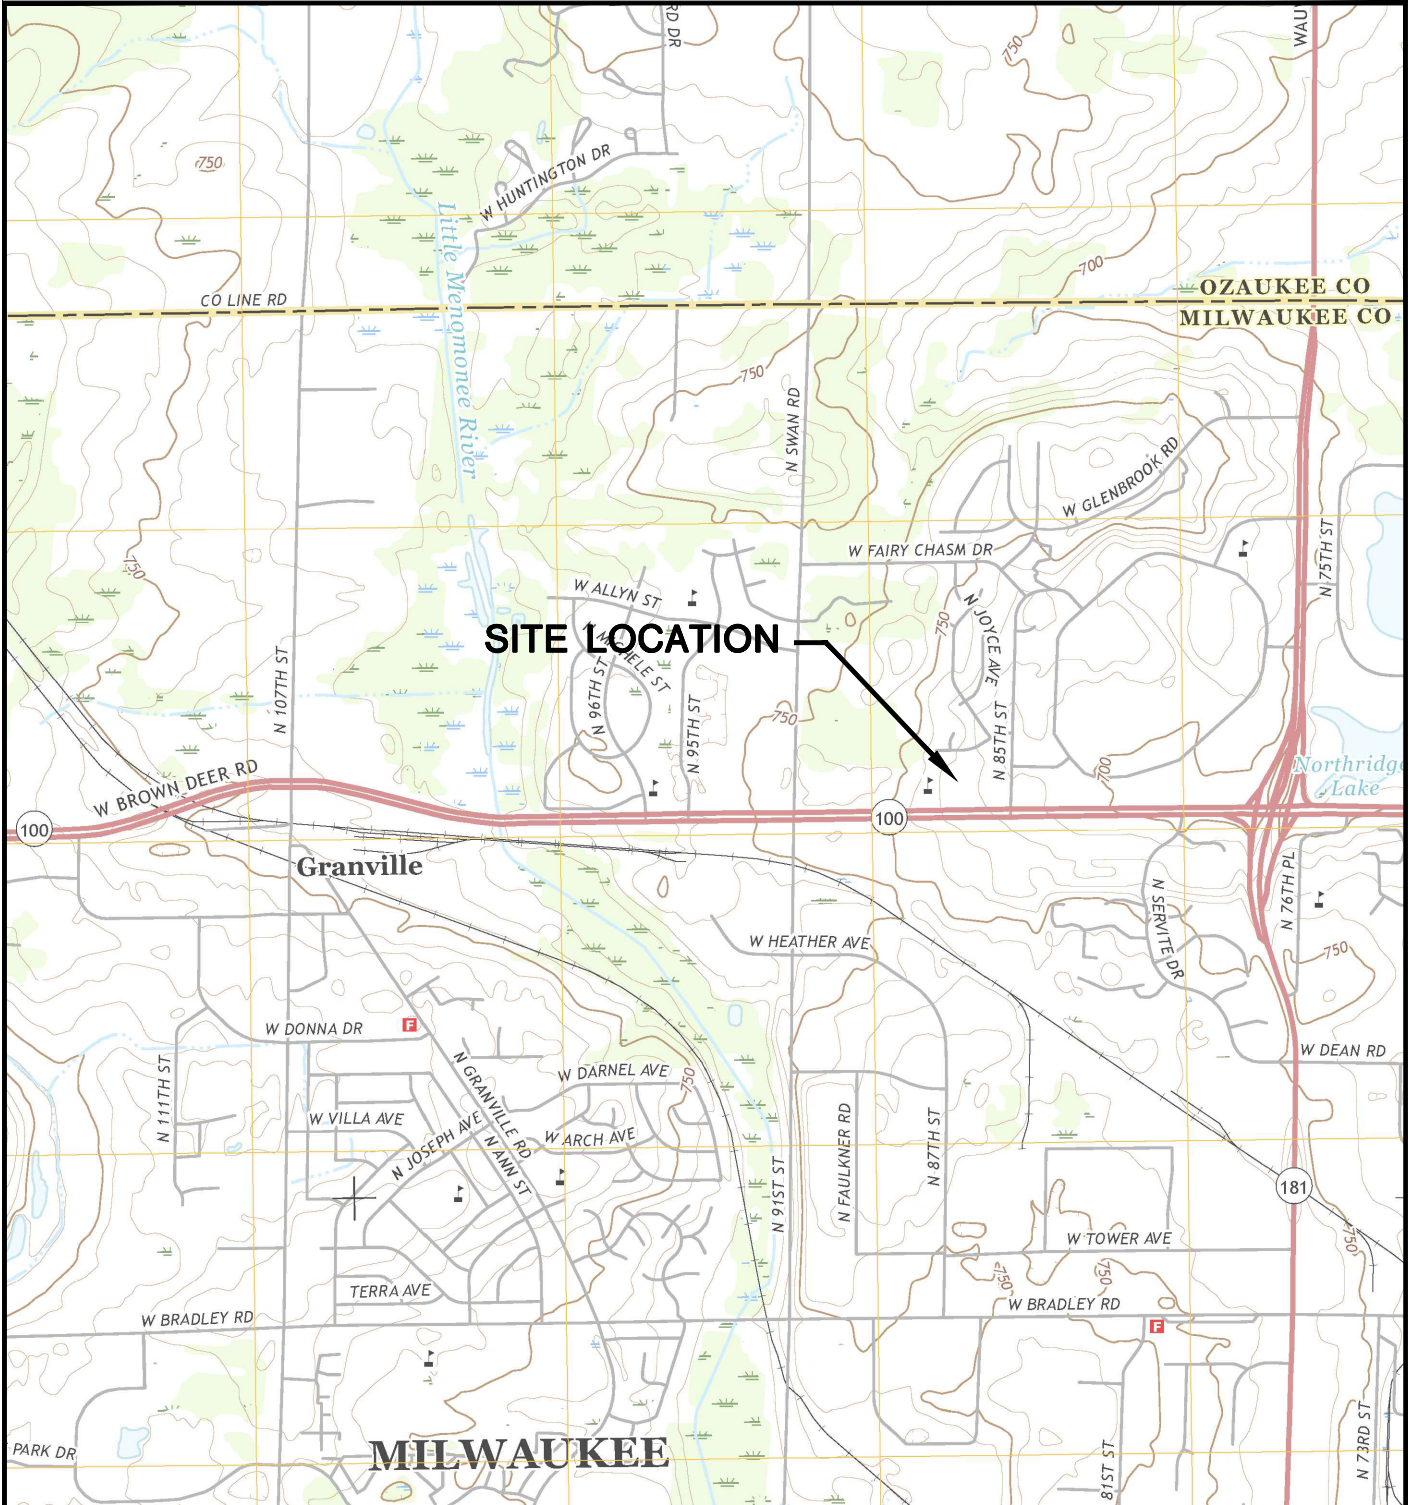 RD DR
750
WAU
750
W HUNTINGTON DR
Little Menomonee River
700
CO LINE RD
OZAUKEE CO
MILWAUKEE CO
750
N SWAN RD
W GLENBROOK RD
750
W FAIRY CHASM DR
N 75TH ST
W ALLYN ST
N JOYCE AVE
750
SITE LOCATION
N 107TH ST
N 96TH ST
HELE ST
N 95TH ST
750
N 85TH ST
700
Northridge
Lake
W BROWN DEER RD
100
100
Granville
N SERVITE DR
N 76TH PL
W HEATHER AVE
750
W DONNA DR
F
W DEAN RD
N 111TH ST
N GRANVILLE RD
W DARNEL AVE
750
W VILLA AVE
N JOSEPH AVE
W ARCH AVE
N ANN ST
N FAULKNER RD
N 87TH ST
N 91ST ST
181
W TOWER AVE
750
750
750
TERRA AVE
W BRADLEY RD
W BRADLEY RD
F
PARK DR
MILWAUKEE
81ST ST
N 73RD ST